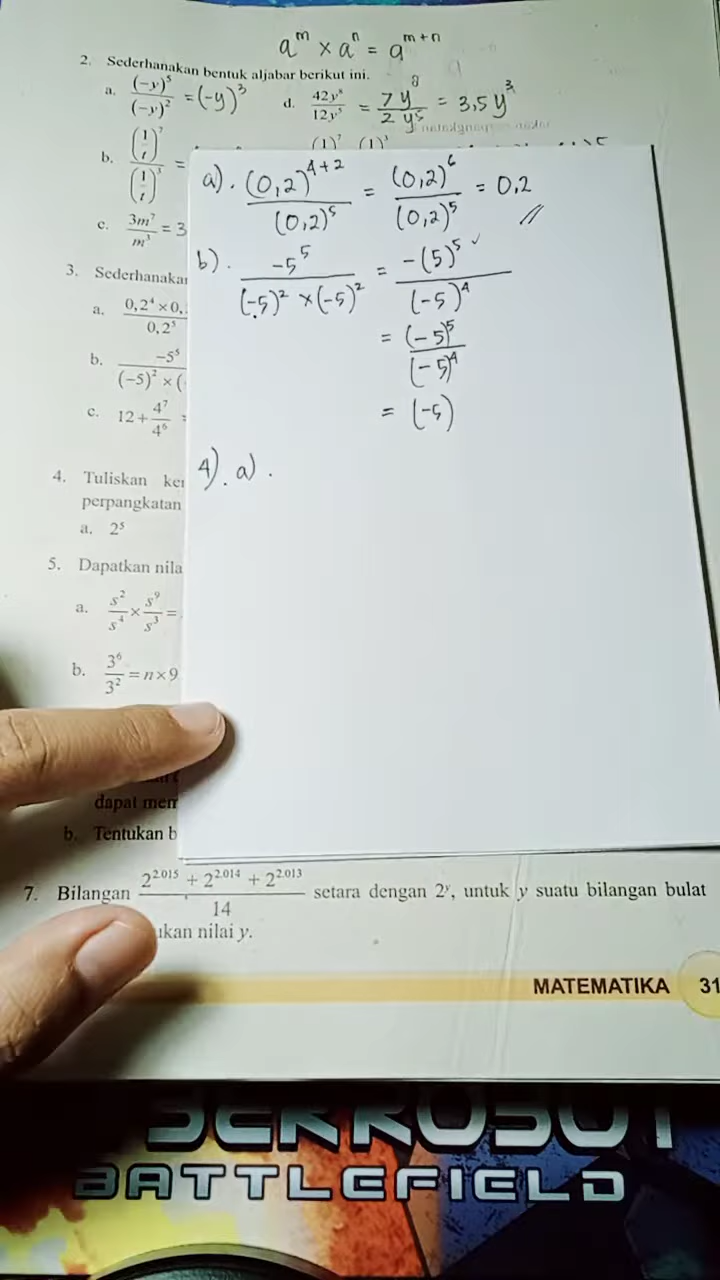 a^m × a^n = a^(m+n)
2. Sederhanakan bentuk aljabar berikut ini.
a. (-y)^5 / (-y)^2 = (-y)^3
d. 42y^8 / 12y^5 = 7y^8 / 2y^5 = 3,5y^3
b. (1/t)^7 / (1/t)^3 =
c. 3m^7 / m^3 = 3
3. Sederhana
a. 0,2^4 × 0, / 0,2^5
b. -5^5 / (-5)^2 × (
c. 12 + 4^7 / 4^6 =
4. Tuliskan
perpangkatan
a. 2^5
5. Dapatkan nila
a. s^2 / s^4 × s^9 / s^3 =
b. 3^6 / 3^2 = n × 9
a). (0,2)^(4+2) / (0,2)^5 = (0,2)^6 / (0,2)^5 = 0,2 //
b). -5^5 / (-5)^2 × (-5)^2 = -(5)^5 / (-5)^4
= (-5)^5 / (-5)^4
= (-5)
4). a).
dapat mem
b. Tentukan b
7. Bilangan (2^2.015 + 2^2.014 + 2^2.013) / 14 setara dengan 2^y, untuk y suatu bilangan bulat
ukan nilai y.
MATEMATIKA 31
BATTLEFIELD